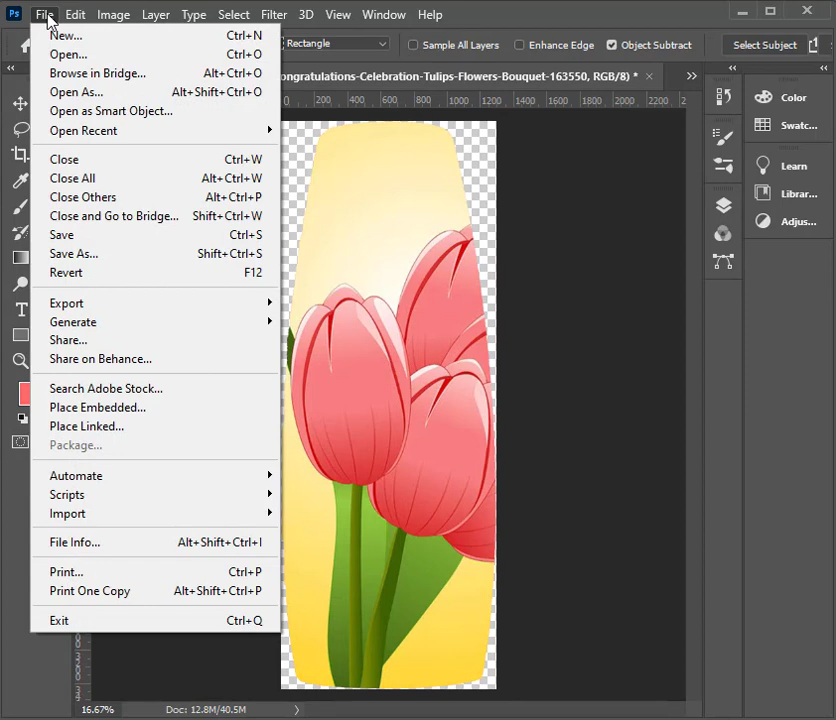 Ps File Edit Image Layer Type Select Filter 3D View Window Help
Rectangle Sample All Layers Enhance Edge Object Subtract Select Subject
ongratulations-Celebration-Tulips-Flowers-Bouquet-163550, RGB/8) *
0 200 400 600 800 1000 1200 1400 1600 1800 2000 2200
New... Ctrl+N
Open... Ctrl+O
Browse in Bridge... Alt+Ctrl+O
Open As... Alt+Shift+Ctrl+O
Open as Smart Object...
Open Recent
Close Ctrl+W
Close All Alt+Ctrl+W
Close Others Alt+Ctrl+P
Close and Go to Bridge... Shift+Ctrl+W
Save Ctrl+S
Save As... Shift+Ctrl+S
Revert F12
Export
Generate
Share...
Share on Behance...
Search Adobe Stock...
Place Embedded...
Place Linked...
Package...
Automate
Scripts
Import
File Info... Alt+Shift+Ctrl+I
Print... Ctrl+P
Print One Copy Alt+Shift+Ctrl+P
Exit Ctrl+Q
Color
Swatc...
Learn
Librar...
Adjus...
16.67% Doc: 12.8M/40.5M